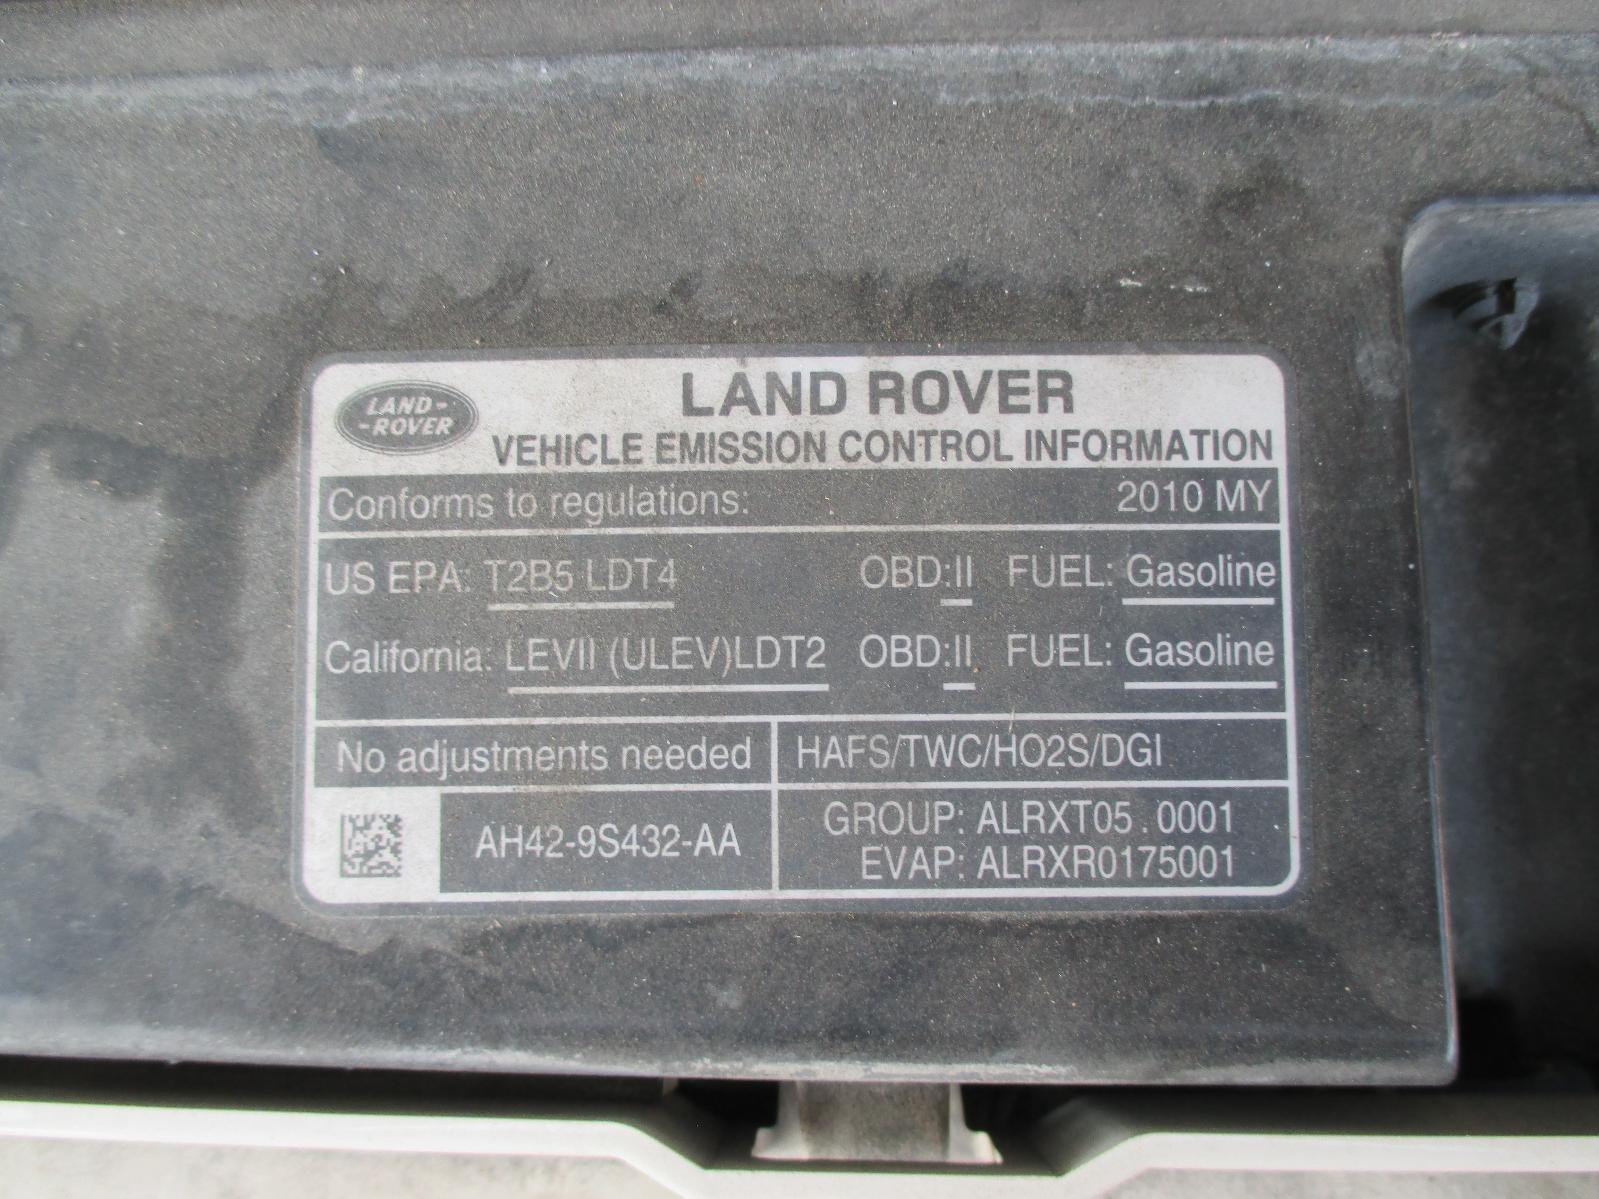 LAND-
-ROVER
LAND ROVER
VEHICLE EMISSION CONTROL INFORMATION
Conforms to regulations: 2010 MY
US EPA: T2B5 LDT4 OBD:II FUEL: Gasoline
California: LEVII (ULEV)LDT2 OBD:II FUEL: Gasoline
No adjustments needed HAFS/TWC/HO2S/DGI
AH42-9S432-AA
GROUP: ALRXT05.0001
EVAP: ALRXR0175001